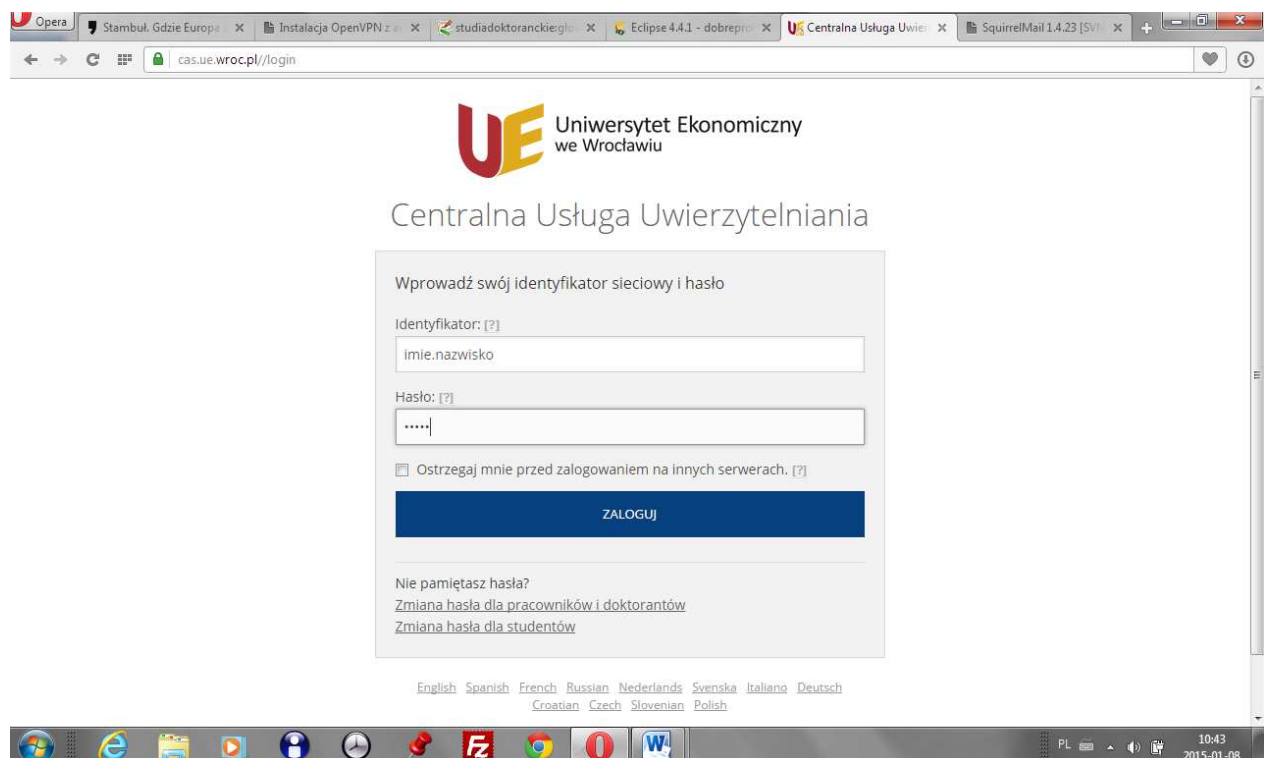 Opera Stambuł. Gdzie Europa Instalacja OpenVPN z studiadoktoranckie:glo Eclipse 4.4.1 - dobrepro Centralna Usługa Uwier SquirrelMail 1.4.23 [SVN
cas.ue.wroc.pl//login
UE
Uniwersytet Ekonomiczny
we Wrocławiu
Centralna Usługa Uwierzytelniania
Wprowadź swój identyfikator sieciowy i hasło
Identyfikator: [?]
imie.nazwisko
Hasło: [?]
•••••
Ostrzegaj mnie przed zalogowaniem na innych serwerach. [?]
ZALOGUJ
Nie pamiętasz hasła?
Zmiana hasła dla pracowników i doktorantów
Zmiana hasła dla studentów
English Spanish French Russian Nederlands Svenska Italiano Deutsch
Croatian Czech Slovenian Polish
PL 10:43
2015-01-08